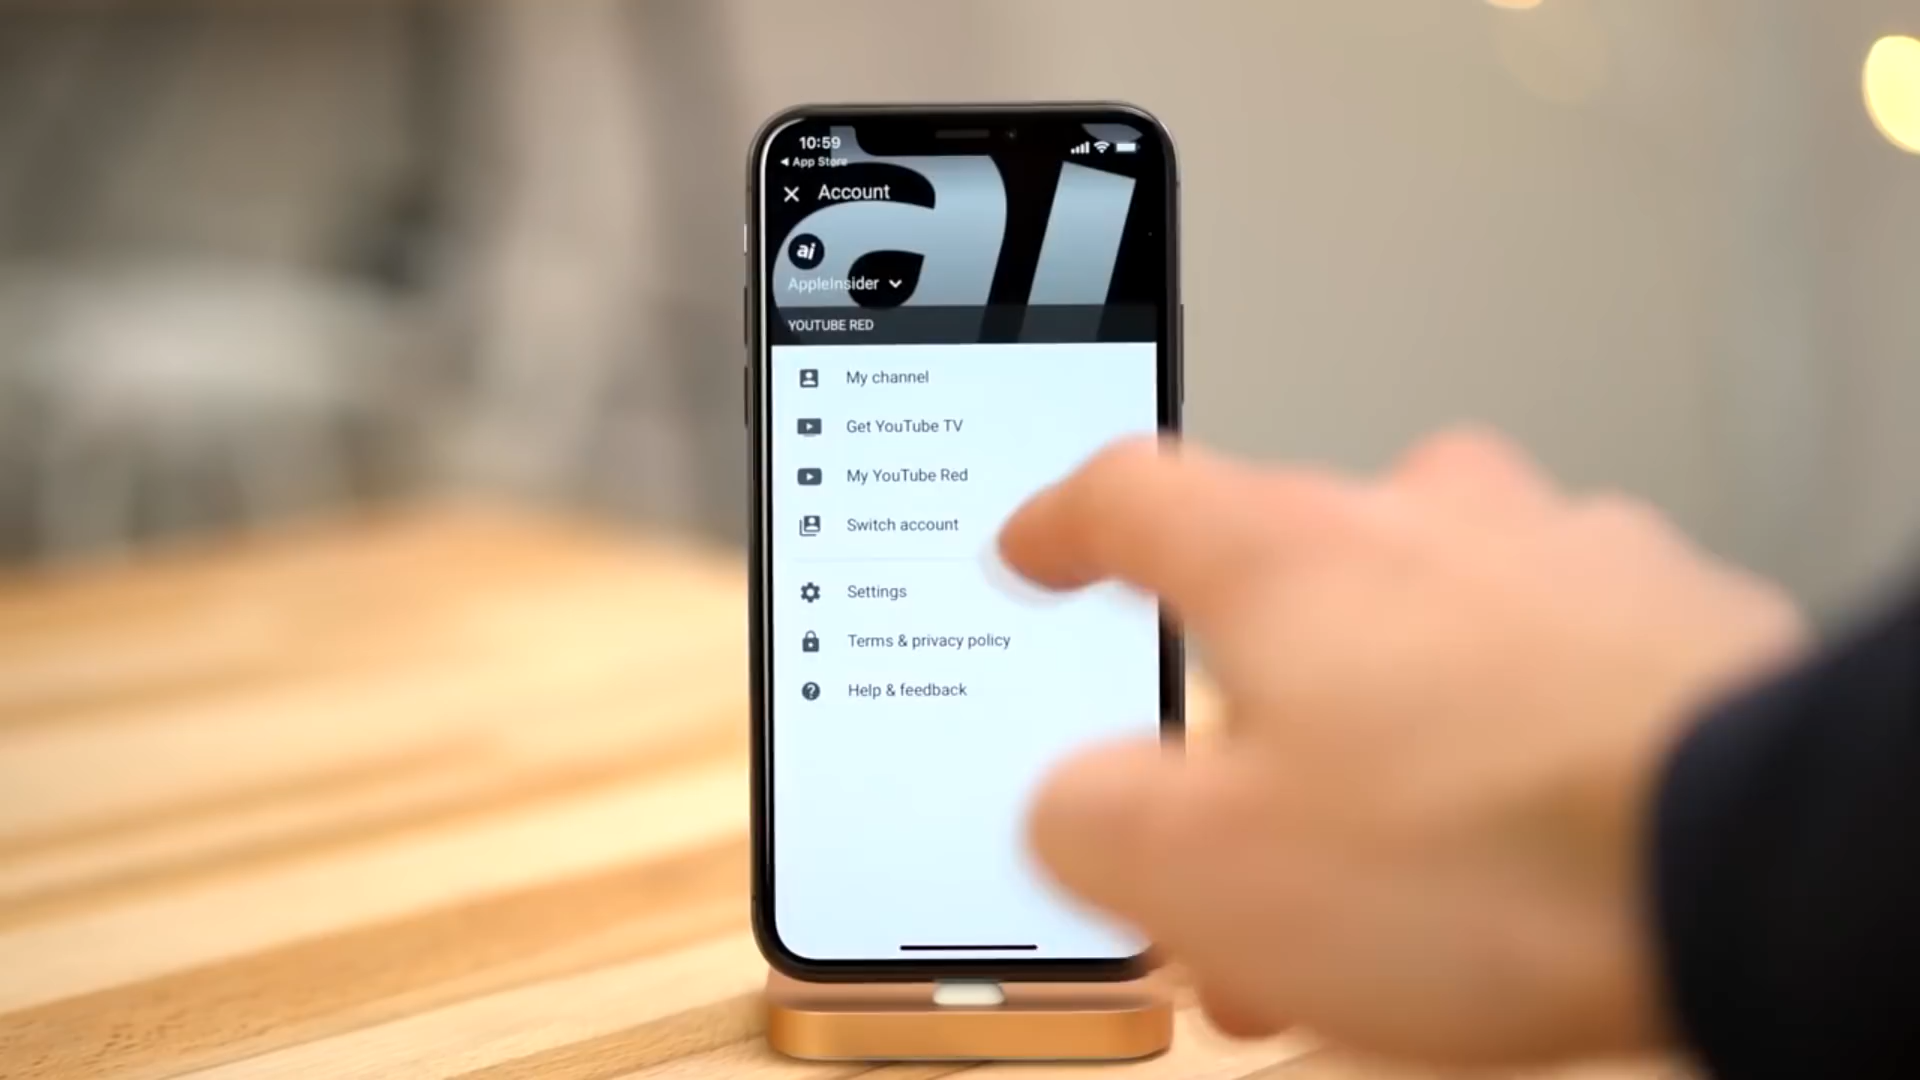 10:59
App Store
Account
ai
ai
AppleInsider
YOUTUBE RED
My channel
Get YouTube TV
My YouTube Red
Switch account
Settings
Terms & privacy policy
Help & feedback